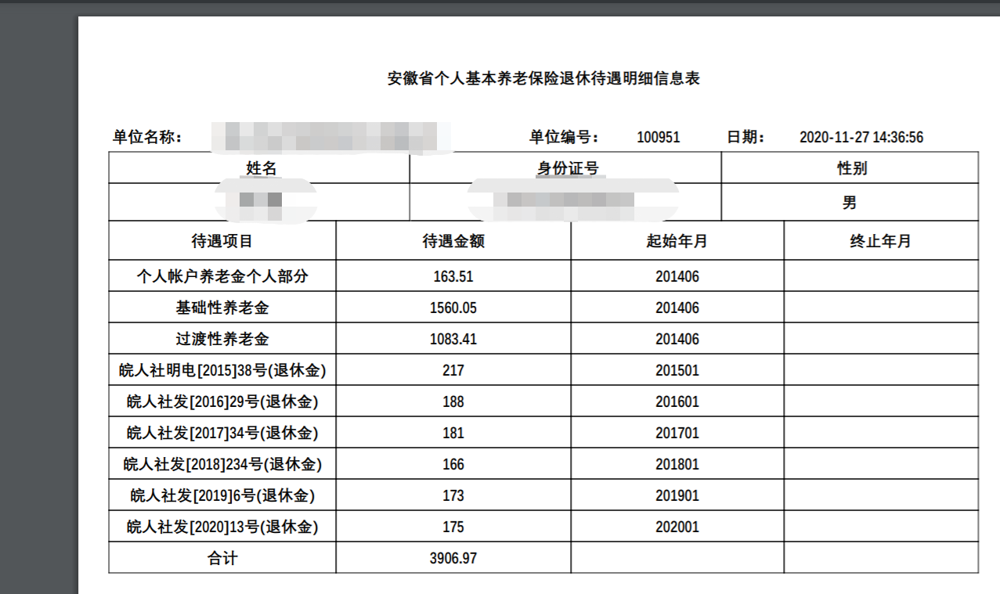 安徽省个人基本养老保险退休待遇明细信息表
单位名称： 单位编号： 100951 日期： 2020-11-27 14:36:56
姓名 身份证号 性别
男
待遇项目 待遇金额 起始年月 终止年月
个人帐户养老金个人部分 163.51 201406
基础性养老金 1560.05 201406
过渡性养老金 1083.41 201406
皖人社明电[2015]38号(退休金) 217 201501
皖人社发[2016]29号(退休金) 188 201601
皖人社发[2017]34号(退休金) 181 201701
皖人社发[2018]234号(退休金) 166 201801
皖人社发[2019]6号(退休金) 173 201901
皖人社发[2020]13号(退休金) 175 202001
合计 3906.97